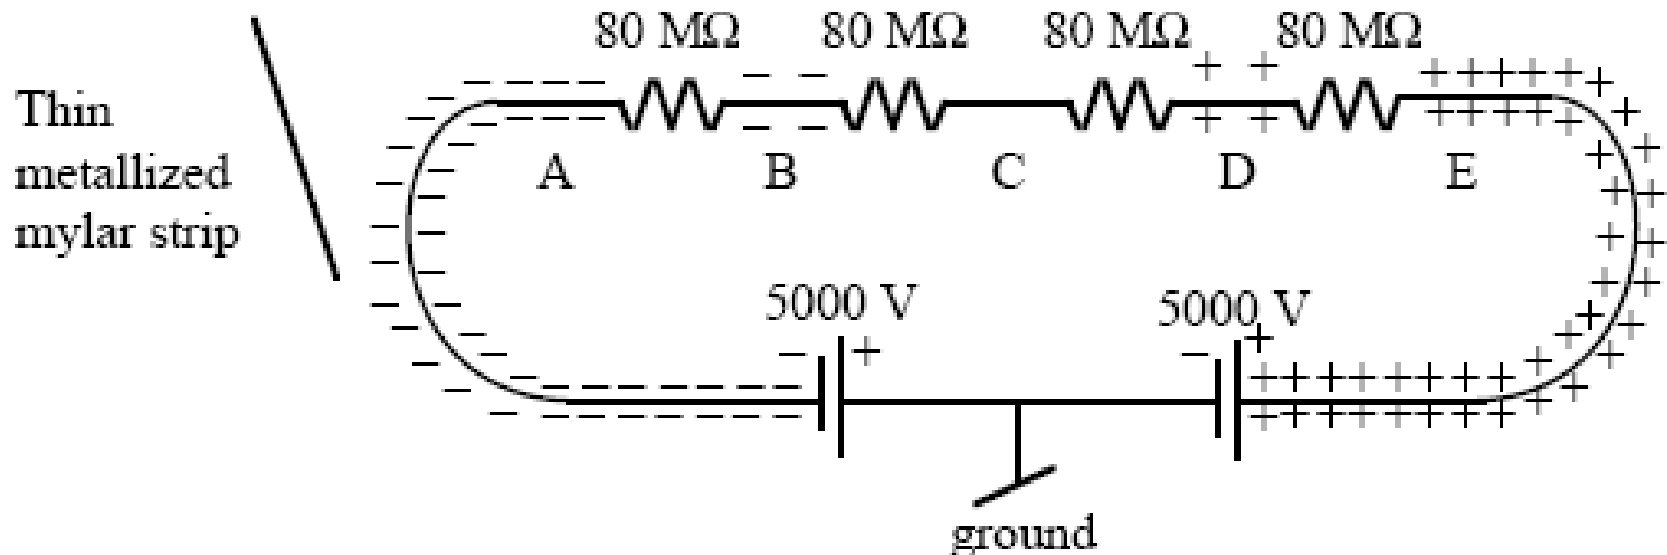 80 MΩ 80 MΩ 80 MΩ 80 MΩ
Thin
metallized
mylar strip
A B C D E
5000 V 5000 V
ground